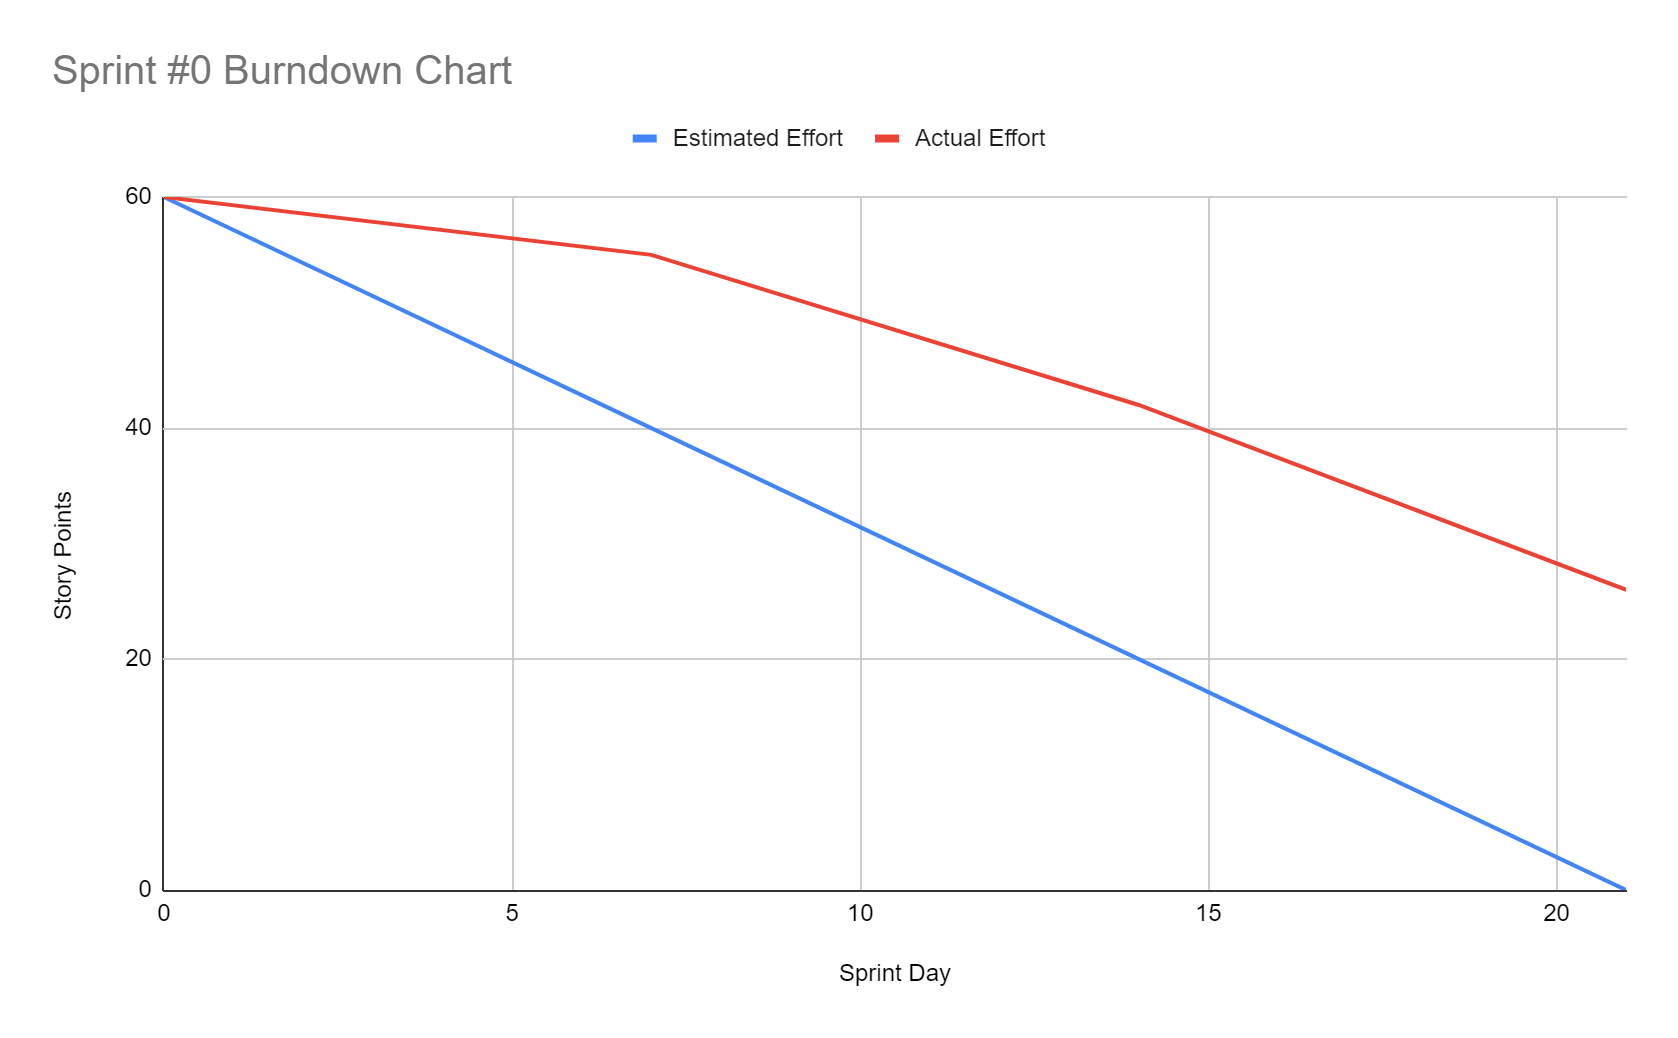 Sprint #0 Burndown Chart
Estimated Effort
Actual Effort
60
40
20
0
Story Points
0
5
10
15
20
Sprint Day